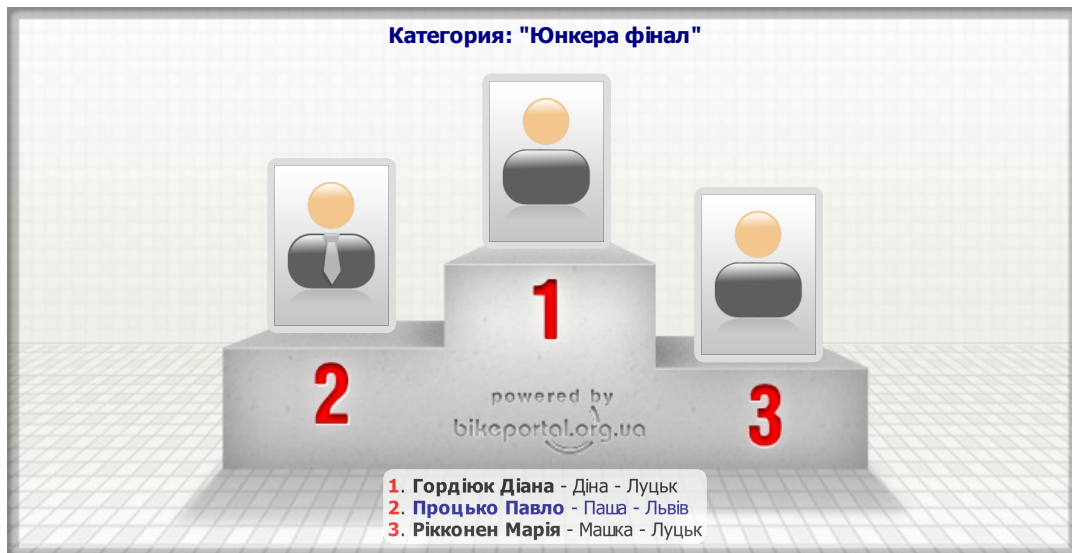 Категория: "Юнкера фінал"
1
2
3
powered by
bikeportal.org.ua
1. Гордіюк Діана - Діна - Луцьк
2. Процько Павло - Паша - Львів
3. Рікконен Марія - Машка - Луцьк